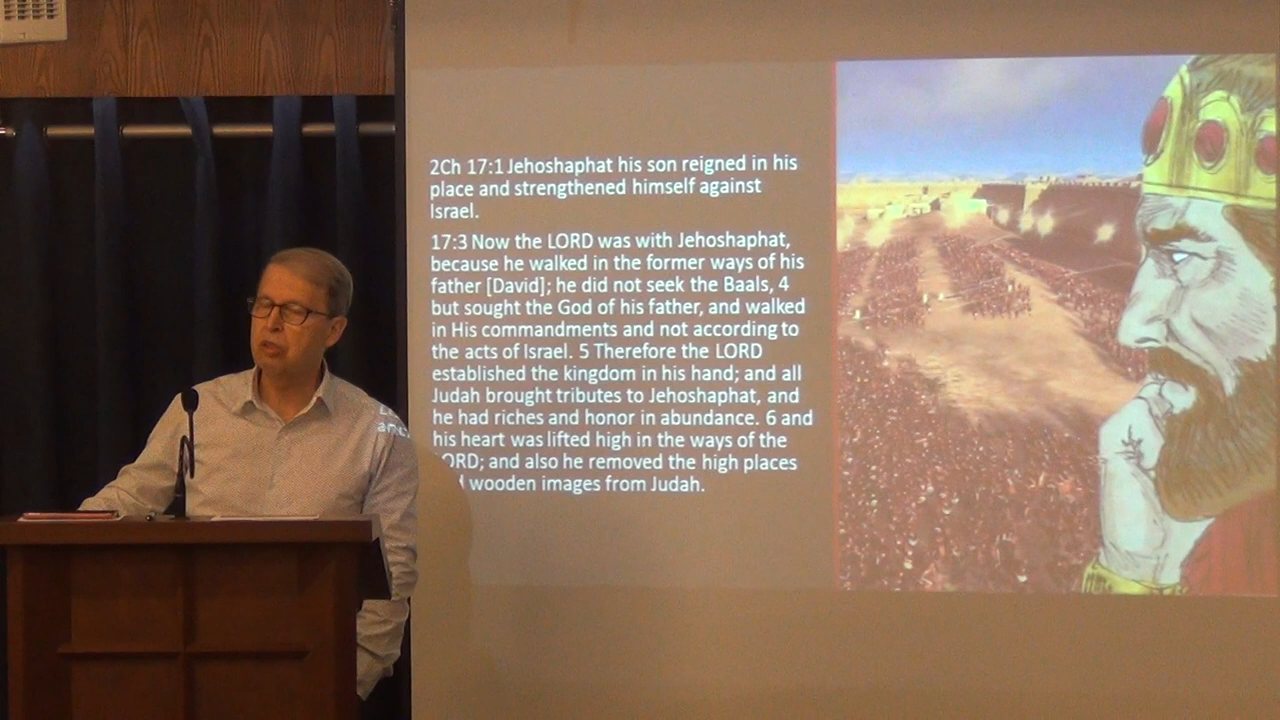 2Ch 17:1 Jehoshaphat his son reigned in his
place and strengthened himself against
Israel.
17:3 Now the LORD was with Jehoshaphat,
because he walked in the former ways of his
father [David]; he did not seek the Baals, 4
but sought the God of his father, and walked
in His commandments and not according to
the acts of Israel. 5 Therefore the LORD
established the kingdom in his hand; and all
Judah brought tributes to Jehoshaphat, and
he had riches and honor in abundance. 6 and
his heart was lifted high in the ways of the
ORD; and also he removed the high places
wooden images from Judah.